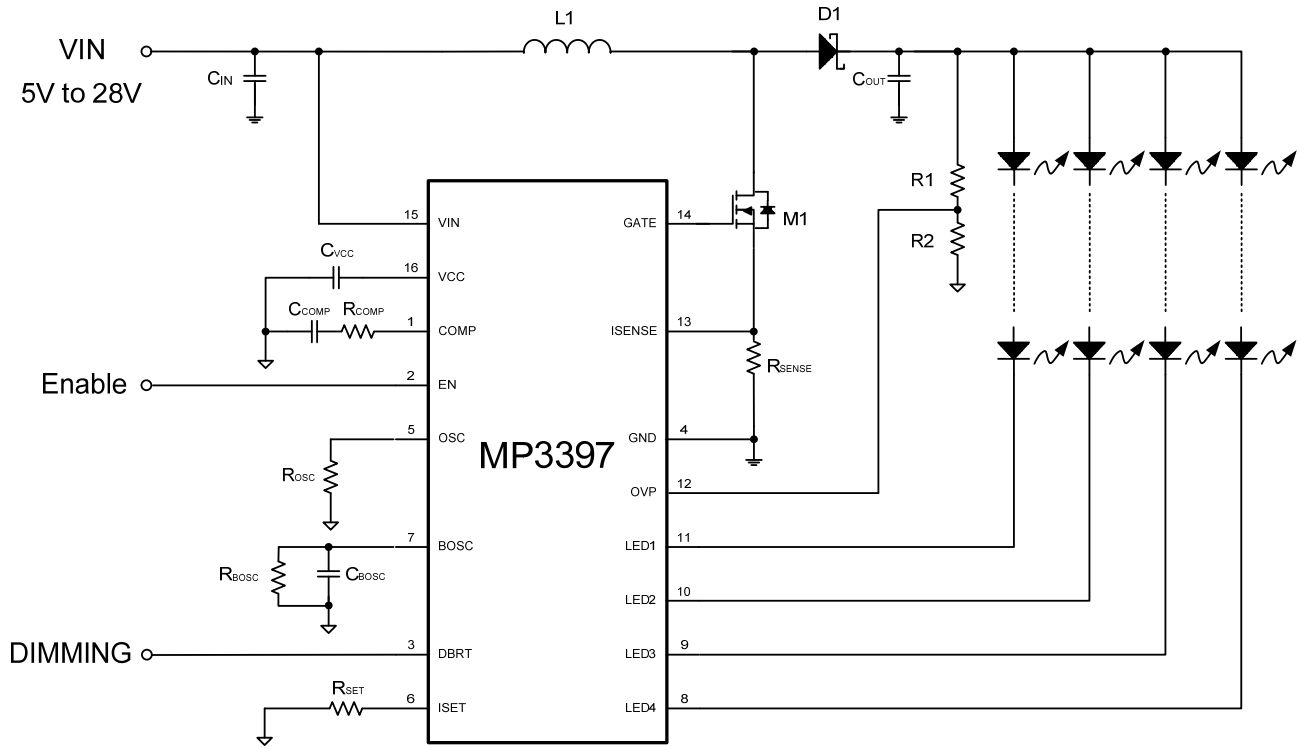 L1
D1
VIN
5V to 28V
CIN
COUT
R1
R2
M1
15
VIN
GATE
14
CVCC
16
VCC
CCOMP
RCOMP
1
COMP
ISENSE
13
RSENSE
Enable
2
EN
5
OSC
GND
4
MP3397
ROSC
OVP
12
7
BOSC
LED1
11
RBOSC
CBOSC
LED2
10
DIMMING
3
DBRT
LED3
9
RSET
6
ISET
LED4
8